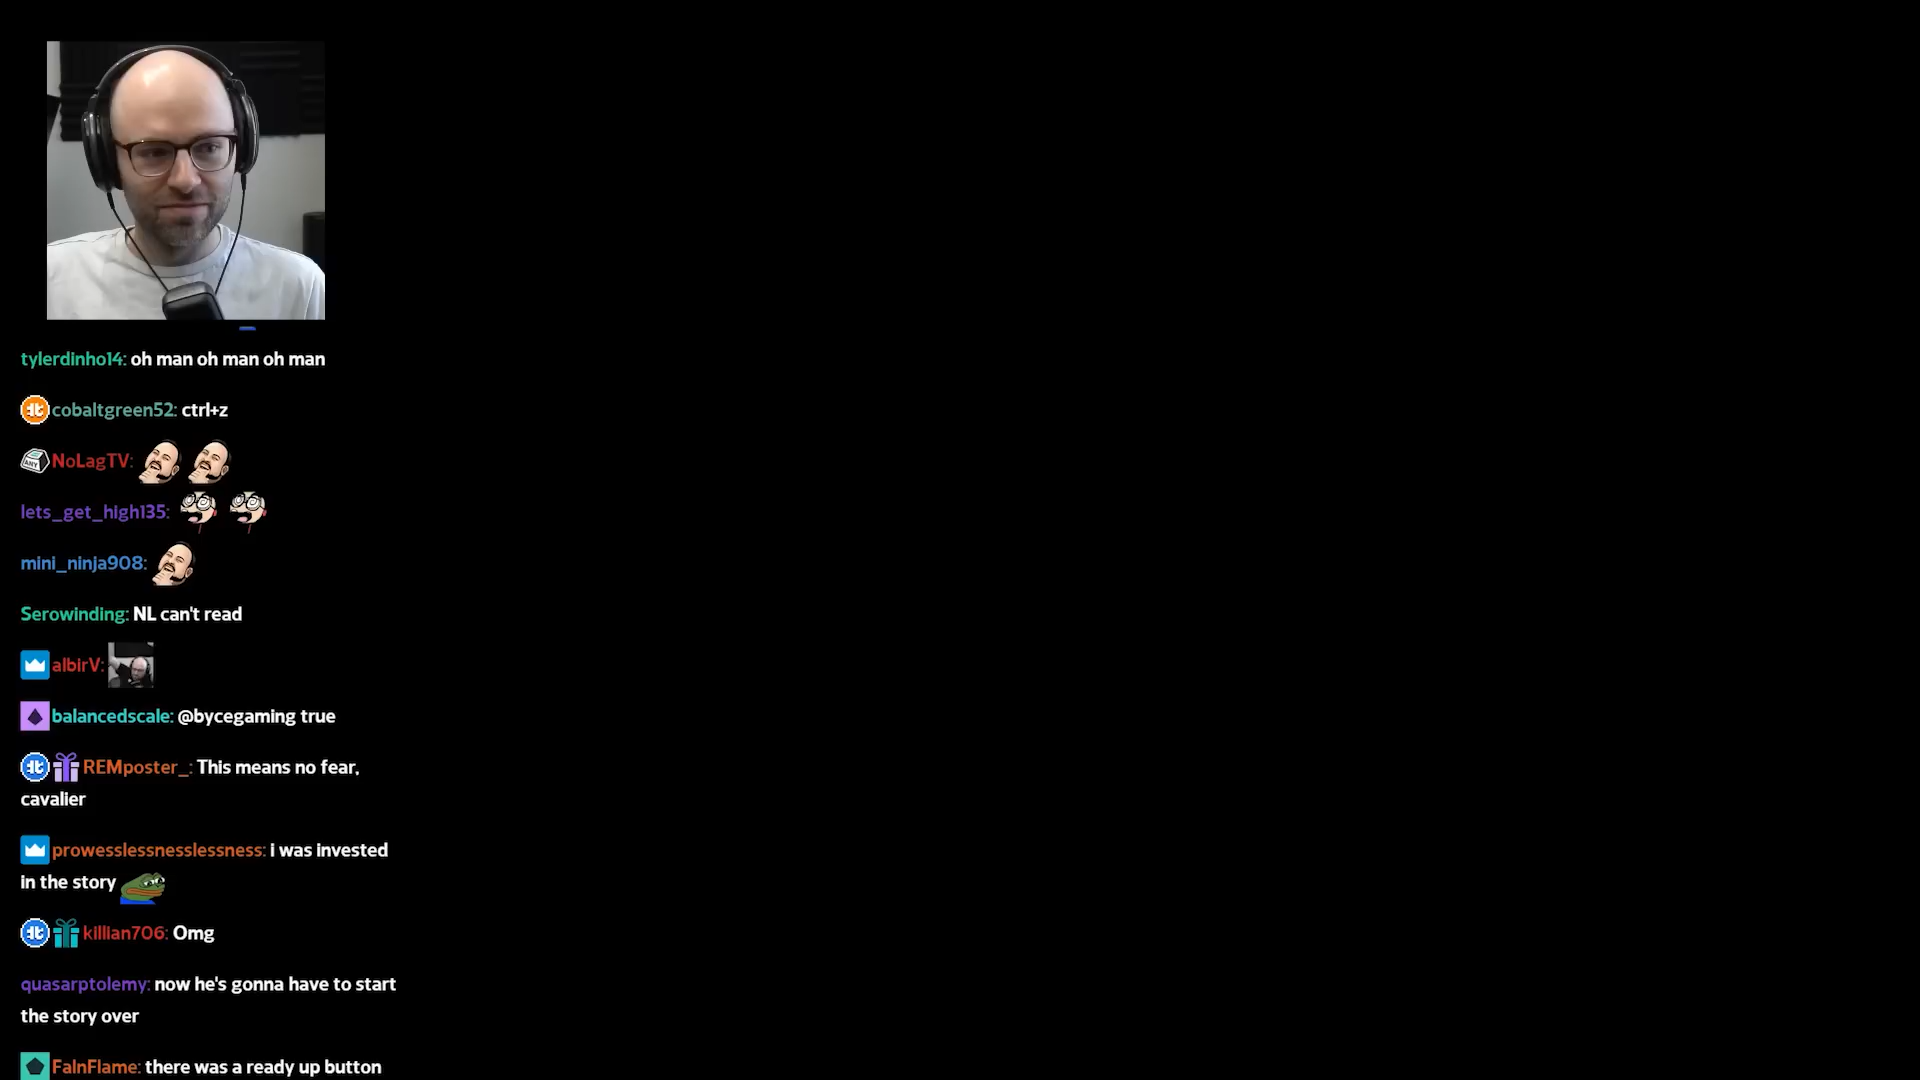 tylerdinho14: oh man oh man oh man
cobaltgreen52: ctrl+z
NoLagTV:
lets_get_high135:
mini_ninja908:
Serowinding: NL can't read
albirV:
balancedscale: @bycegaming true
REMposter_: This means no fear,
cavalier
prowesslessnesslessness: i was invested
in the story
killian706: Omg
quasarptolemy: now he's gonna have to start
the story over
FalnFlame: there was a ready up button